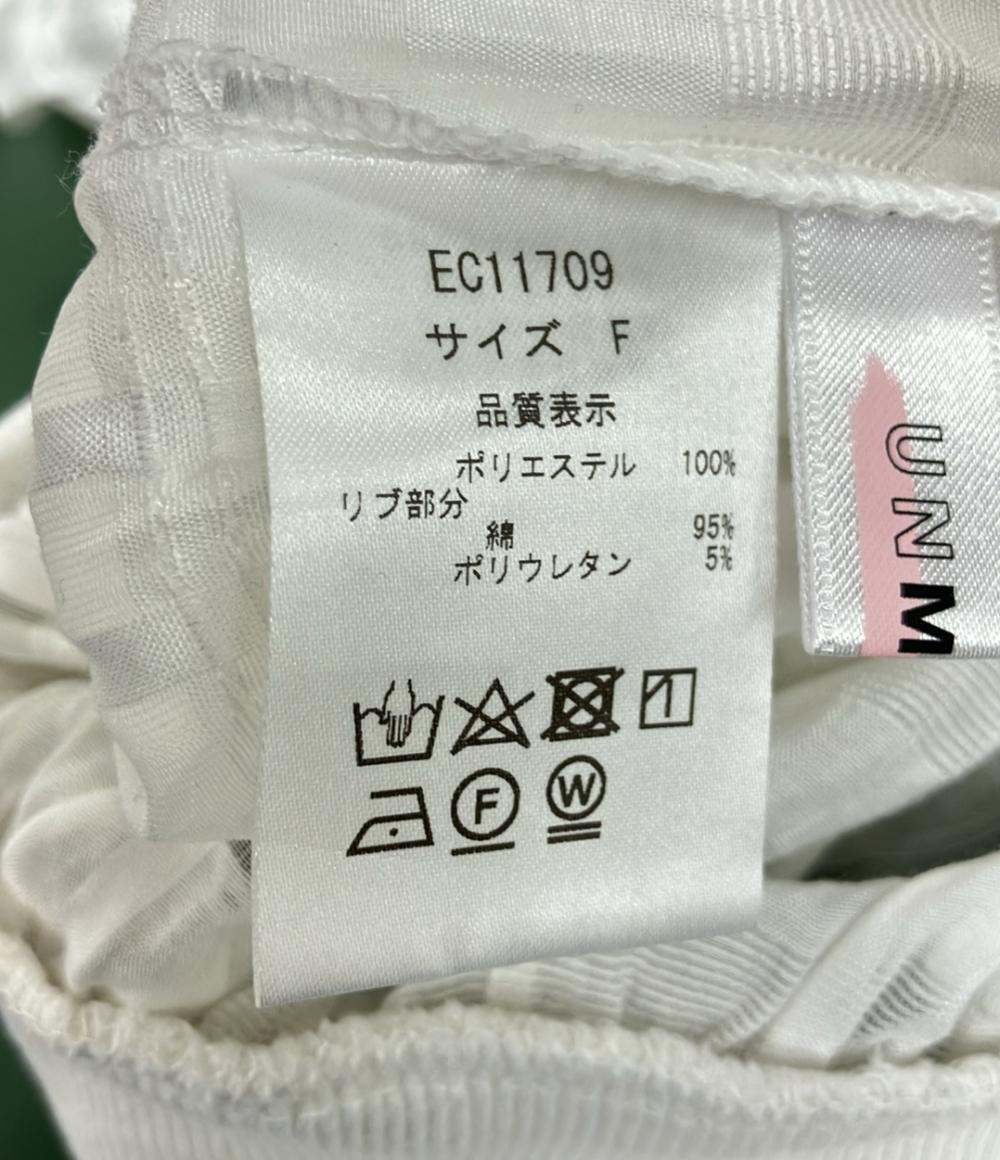 EC11709
サイズ F
品質表示
ポリエステル 100%
リブ部分
綿 95%
ポリウレタン 5%
F
W
UNM